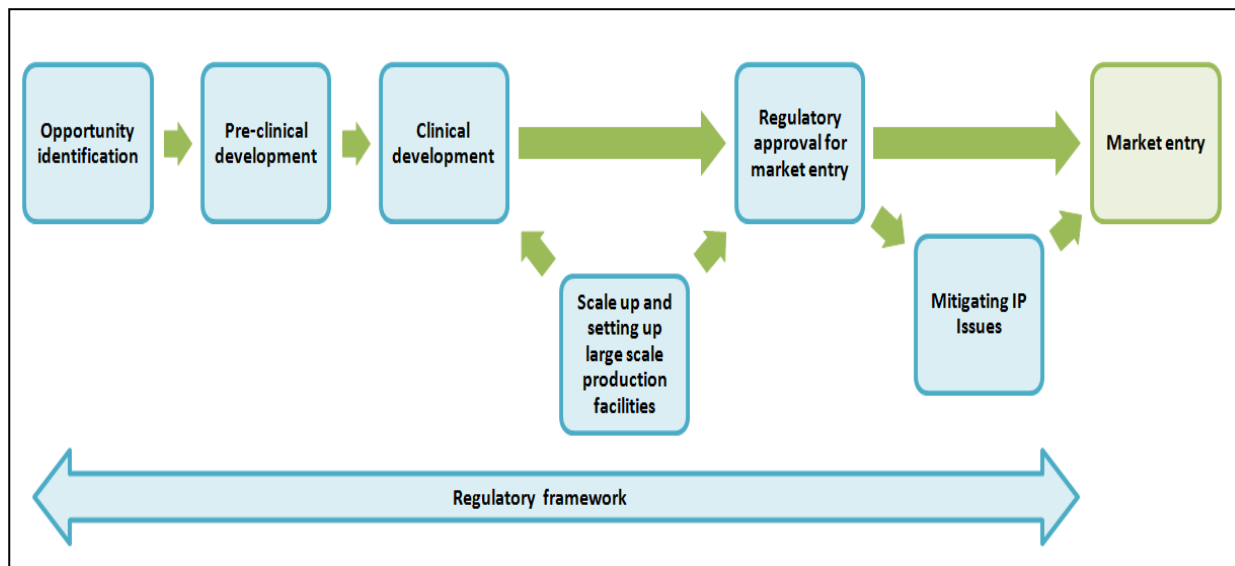 Opportunity
identification
Pre-clinical
development
Clinical
development
Regulatory
approval for
market entry
Market entry
Scale up and
setting up
large scale
production
facilities
Mitigating IP
Issues
Regulatory framework